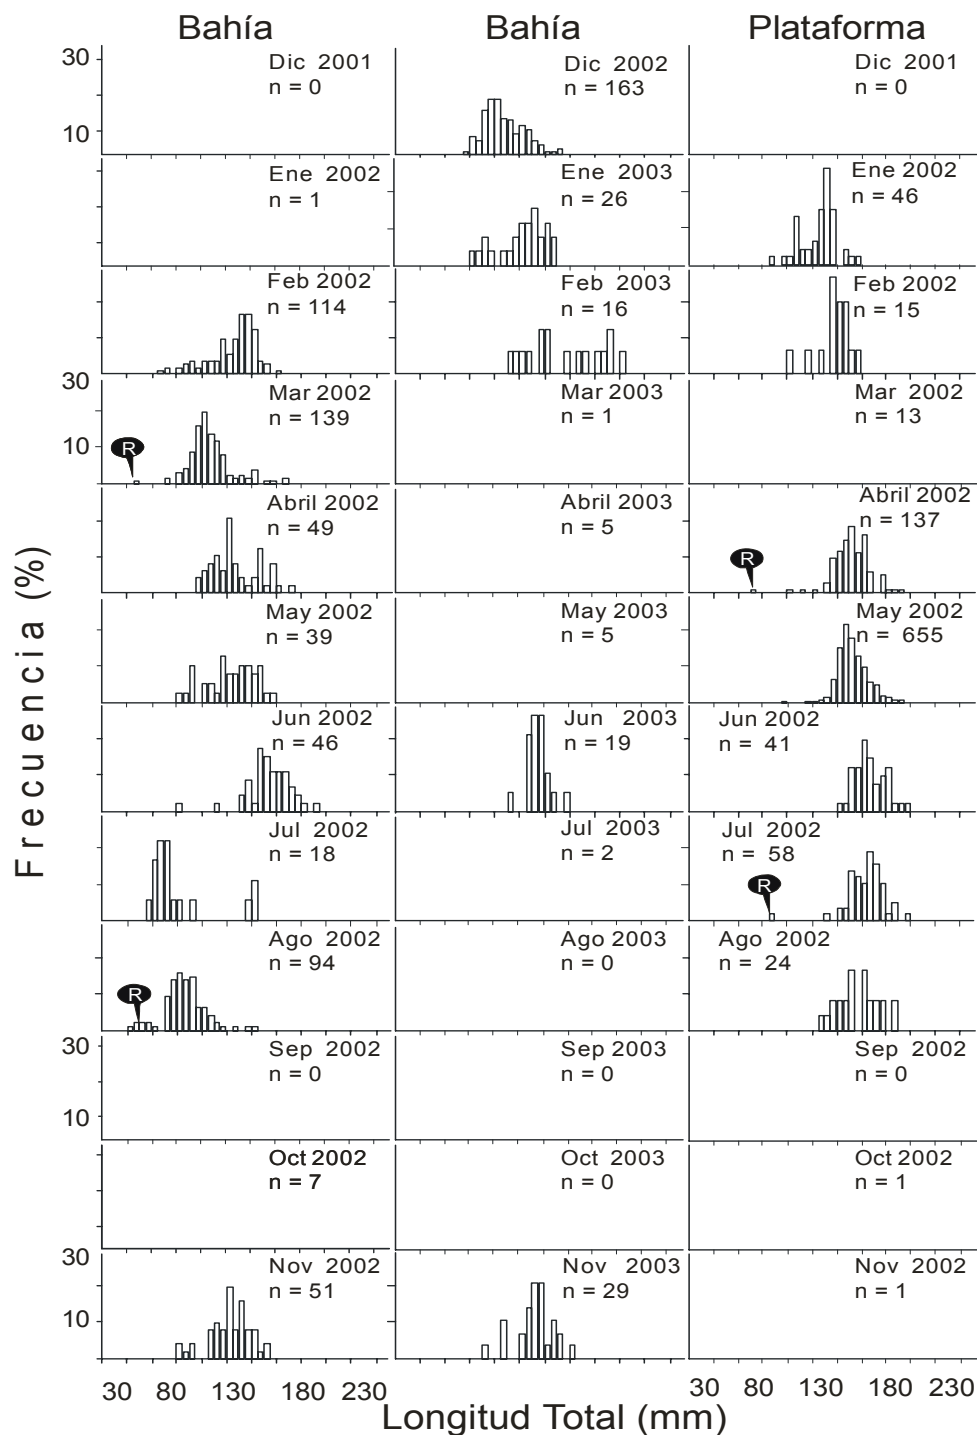 Bahía Bahía Plataforma
30
10
Dic 2001
n = 0
Dic 2002
n = 163
Dic 2001
n = 0
Ene 2002
n = 1
Ene 2003
n = 26
Ene 2002
n = 46
Feb 2002
n = 114
Feb 2003
n = 16
Feb 2002
n = 15
30
10
Mar 2002
n = 139
R
Mar 2003
n = 1
Mar 2002
n = 13
Abril 2002
n = 49
Abril 2003
n = 5
Abril 2002
n = 137
R
May 2002
n = 39
May 2003
n = 5
May 2002
n = 655
Jun 2002
n = 46
Jun 2003
n = 19
Jun 2002
n = 41
Jul 2002
n = 18
Jul 2003
n = 2
Jul 2002
n = 58
R
Ago 2002
n = 94
R
Ago 2003
n = 0
Ago 2002
n = 24
30
10
Sep 2002
n = 0
Sep 2003
n = 0
Sep 2002
n = 0
Oct 2002
n = 7
Oct 2003
n = 0
Oct 2002
n = 1
30
10
Nov 2002
n = 51
Nov 2003
n = 29
Nov 2002
n = 1
Frecuencia (%)
30 80 130 180 230 30 80 130 180 230
Longitud Total (mm)